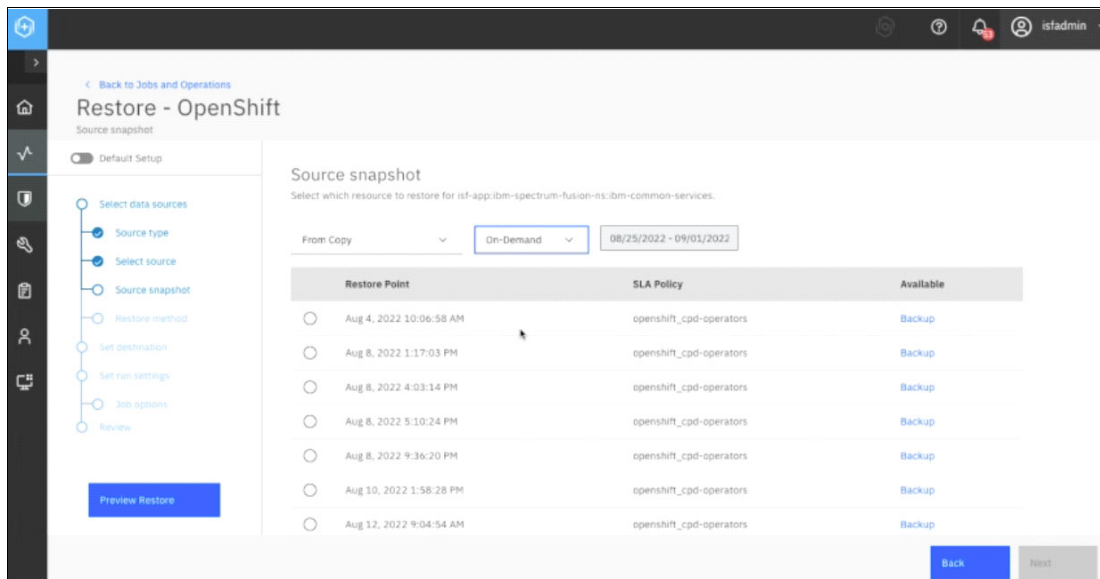 53
isfadmin
Back to Jobs and Operations
Restore - OpenShift
Source snapshot
Default Setup
Select data sources
Source type
Select source
Source snapshot
Restore method
Set destination
Set run settings
Job options
Review
Preview Restore
Source snapshot
Select which resource to restore for isf-app:ibm-spectrum-fusion-ns:ibm-common-services.
From Copy On-Demand 08/25/2022 - 09/01/2022
Restore Point SLA Policy Available
Aug 4, 2022 10:06:58 AM openshift_cpd-operators Backup
Aug 8, 2022 1:17:03 PM openshift_cpd-operators Backup
Aug 8, 2022 4:03:14 PM openshift_cpd-operators Backup
Aug 8, 2022 5:10:24 PM openshift_cpd-operators Backup
Aug 8, 2022 9:36:20 PM openshift_cpd-operators Backup
Aug 10, 2022 1:58:28 PM openshift_cpd-operators Backup
Aug 12, 2022 9:04:54 AM openshift_cpd-operators Backup
Back Next